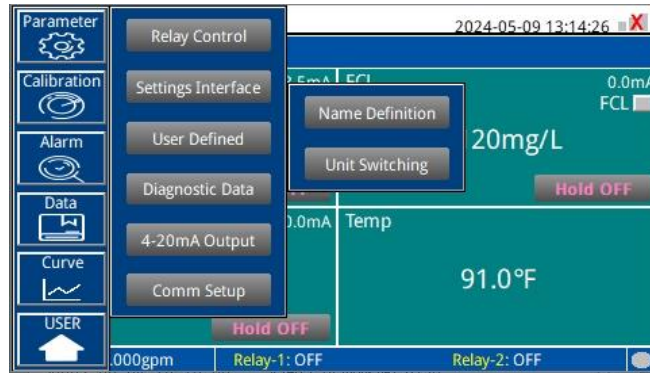 Parameter
2024-05-09 13:14:26
X
Relay Control
Calibration
Settings Interface
FCL
0.0mA
FCL
Name Definition
Alarm
User Defined
20mg/L
Unit Switching
Diagnostic Data
Hold OFF
Data
0.0mA
Temp
4-20mA Output
Curve
91.0°F
Comm Setup
USER
Hold OFF
.000gpm
Relay-1: OFF
Relay-2: OFF